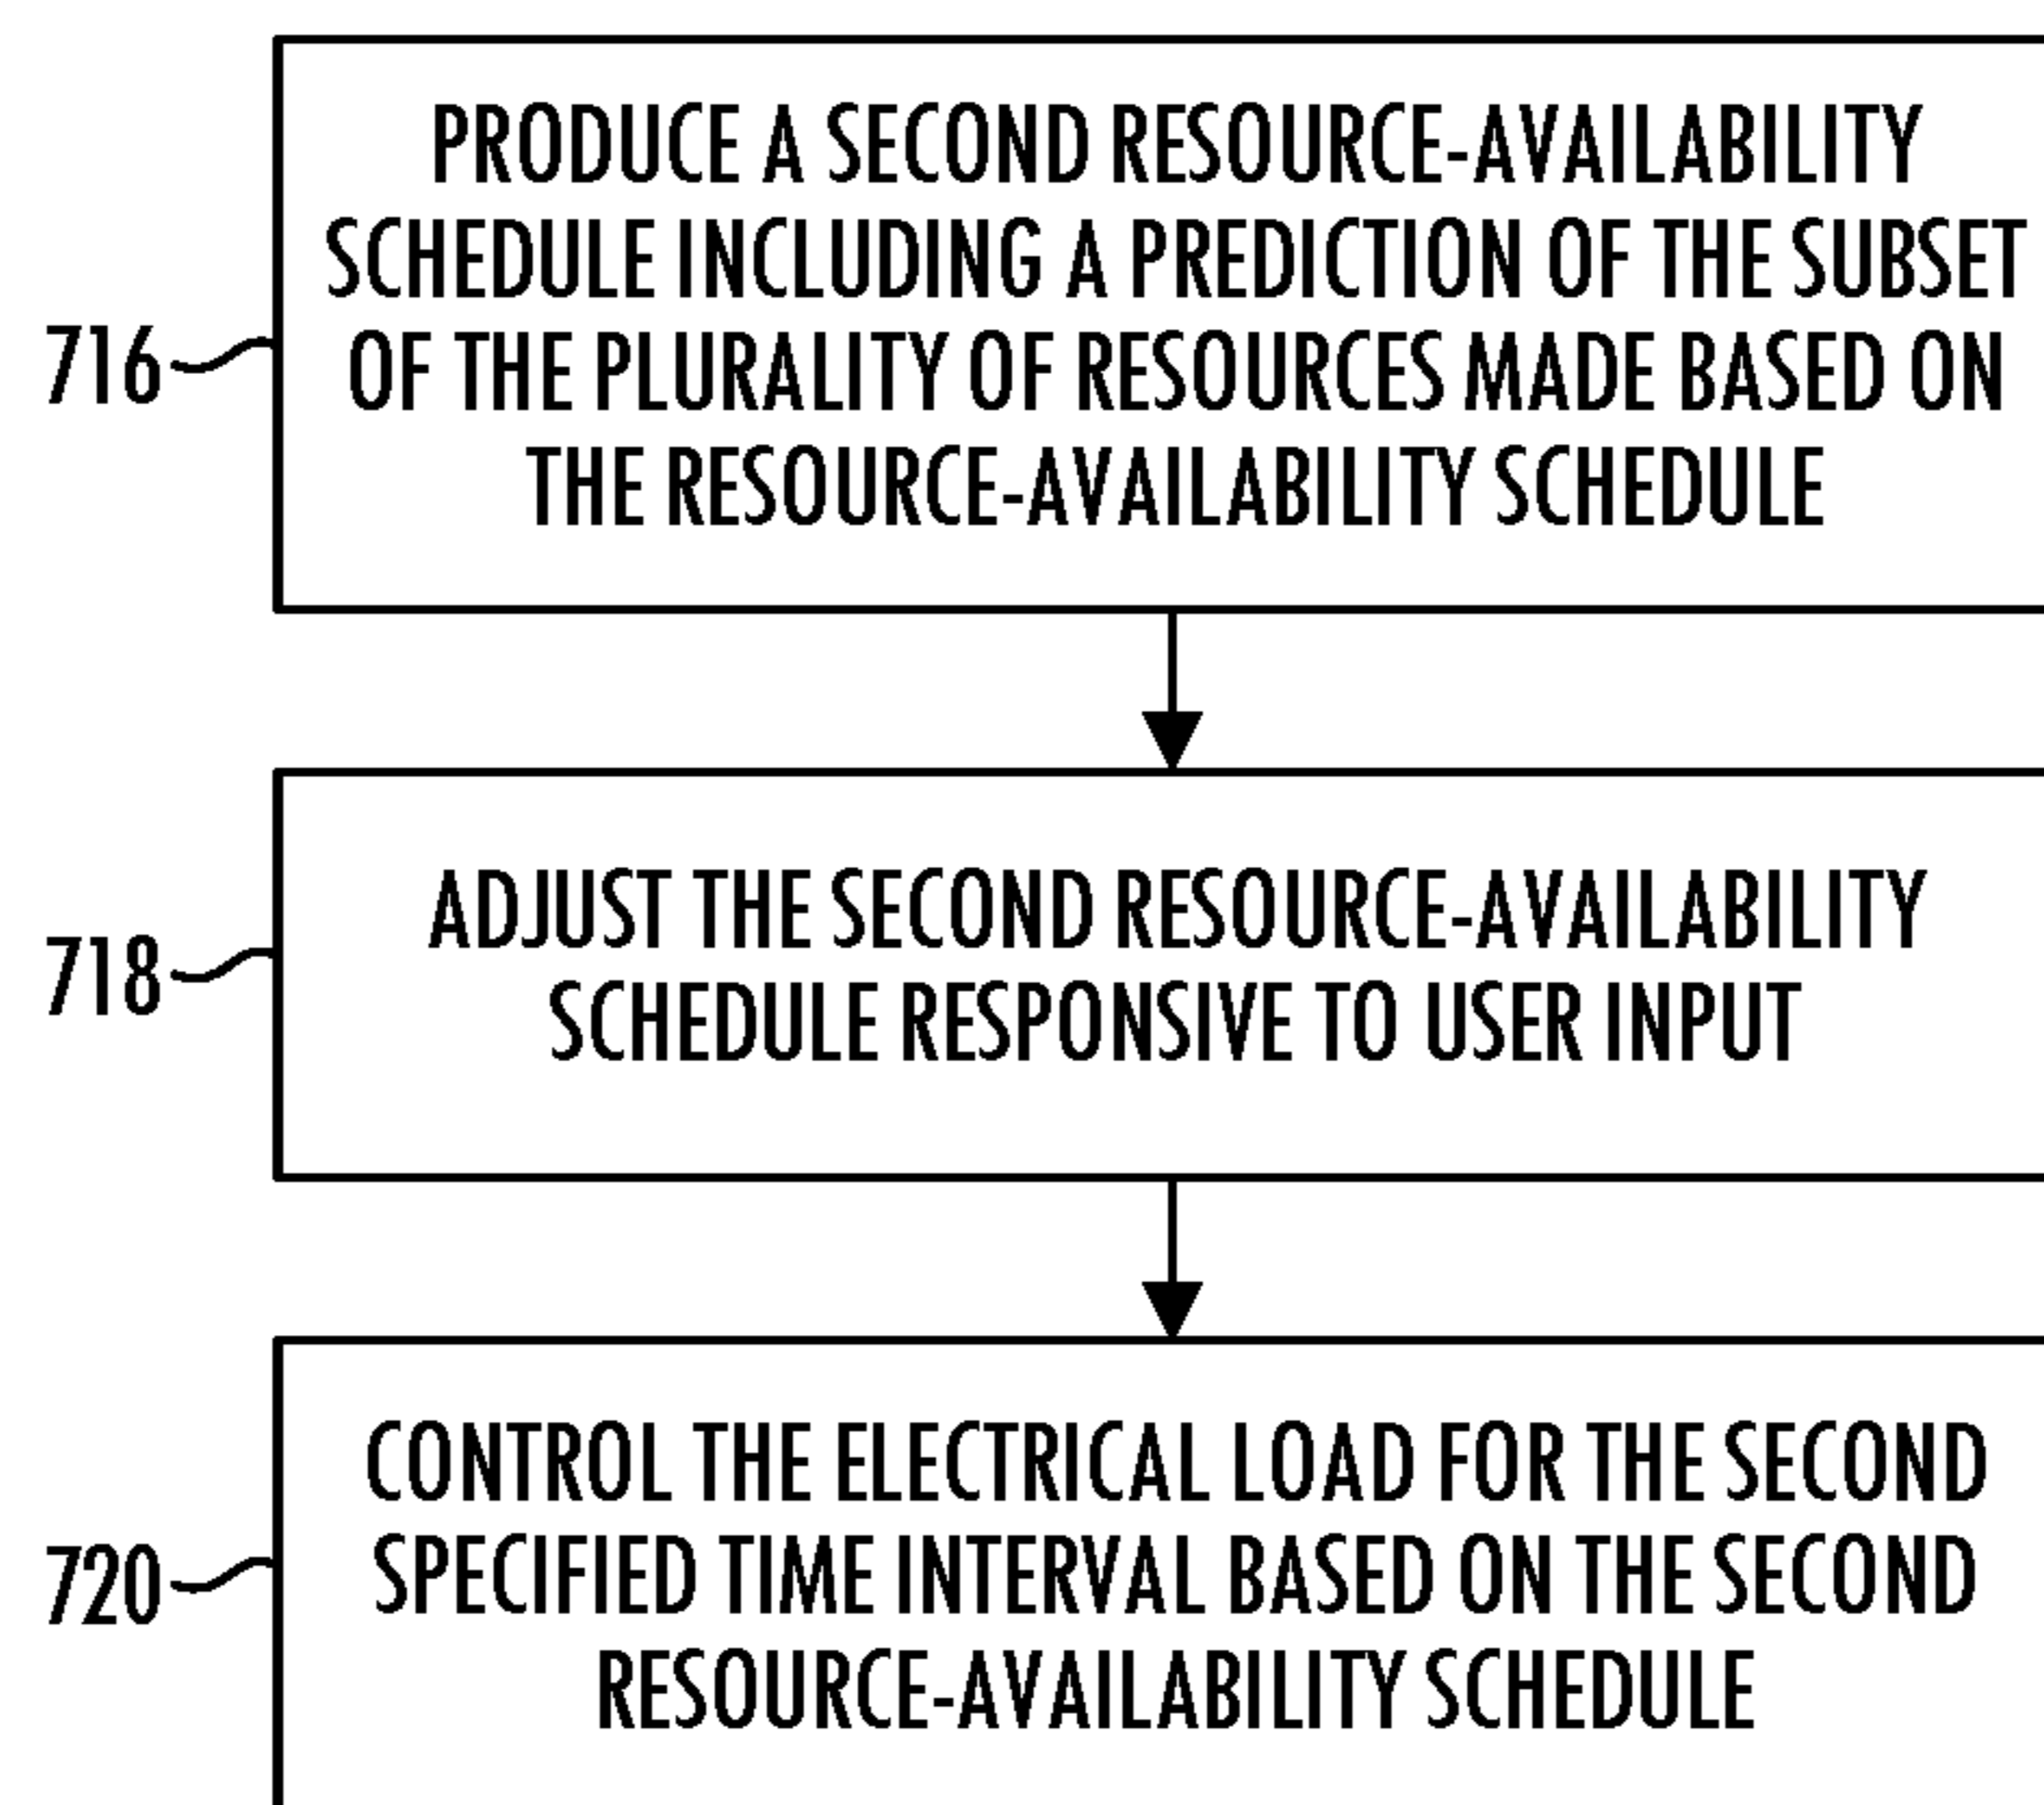 PRODUCE A SECOND RESOURCE-AVAILABILITY
SCHEDULE INCLUDING A PREDICTION OF THE SUBSET
716
OF THE PLURALITY OF RESOURCES MADE BASED ON
THE RESOURCE-AVAILABILITY SCHEDULE
ADJUST THE SECOND RESOURCE-AVAILABILITY
718
SCHEDULE RESPONSIVE TO USER INPUT
CONTROL THE ELECTRICAL LOAD FOR THE SECOND
720
SPECIFIED TIME INTERVAL BASED ON THE SECOND
RESOURCE-AVAILABILITY SCHEDULE